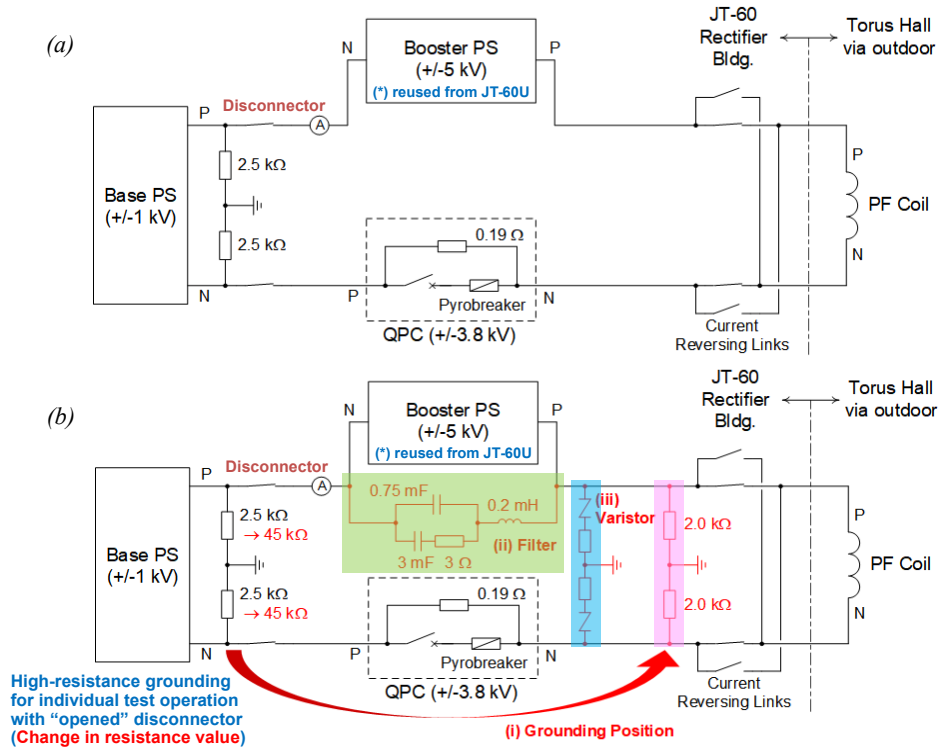 (a)
N
Booster PS
(+/-5 kV)
(*) reused from JT-60U
P
JT-60
Rectifier
Bldg.
Torus Hall
via outdoor
P
Disconnector
A
Base PS
(+/-1 kV)
2.5 kΩ
2.5 kΩ
N
P
0.19 Ω
Pyrobreaker
N
QPC (+/-3.8 kV)
Current
Reversing Links
P
PF Coil
N
(b)
N
Booster PS
(+/-5 kV)
(*) reused from JT-60U
P
JT-60
Rectifier
Bldg.
Torus Hall
via outdoor
P
Disconnector
A
Base PS
(+/-1 kV)
2.5 kΩ
→ 45 kΩ
2.5 kΩ
→ 45 kΩ
N
0.75 mF
0.2 mH
(ii) Filter
3 mF 3 Ω
(iii)
Varistor
2.0 kΩ
2.0 kΩ
P
0.19 Ω
Pyrobreaker
N
QPC (+/-3.8 kV)
Current
Reversing Links
P
PF Coil
N
High-resistance grounding
for individual test operation
with “opened” disconnector
(Change in resistance value)
(i) Grounding Position